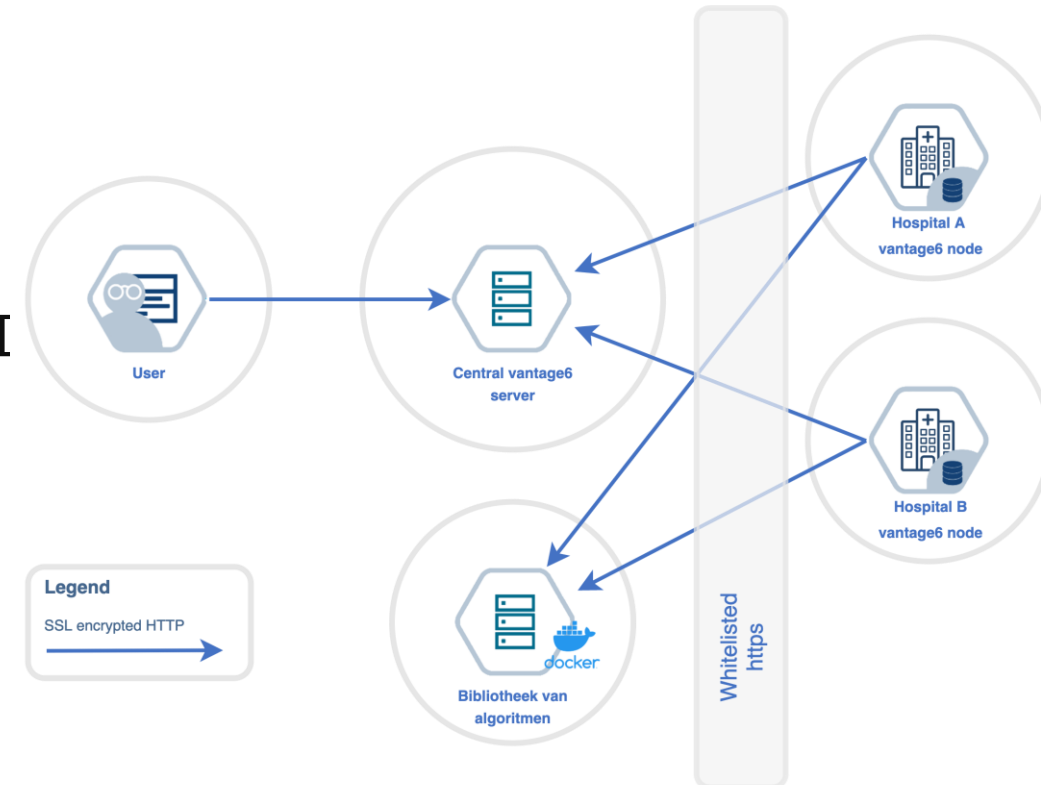 Hospital A
vantage6 node
User
Central vantage6
server
Hospital B
vantage6 node
Legend
SSL encrypted HTTP
Whitelisted
https
docker
Bibliotheek van
algoritmen